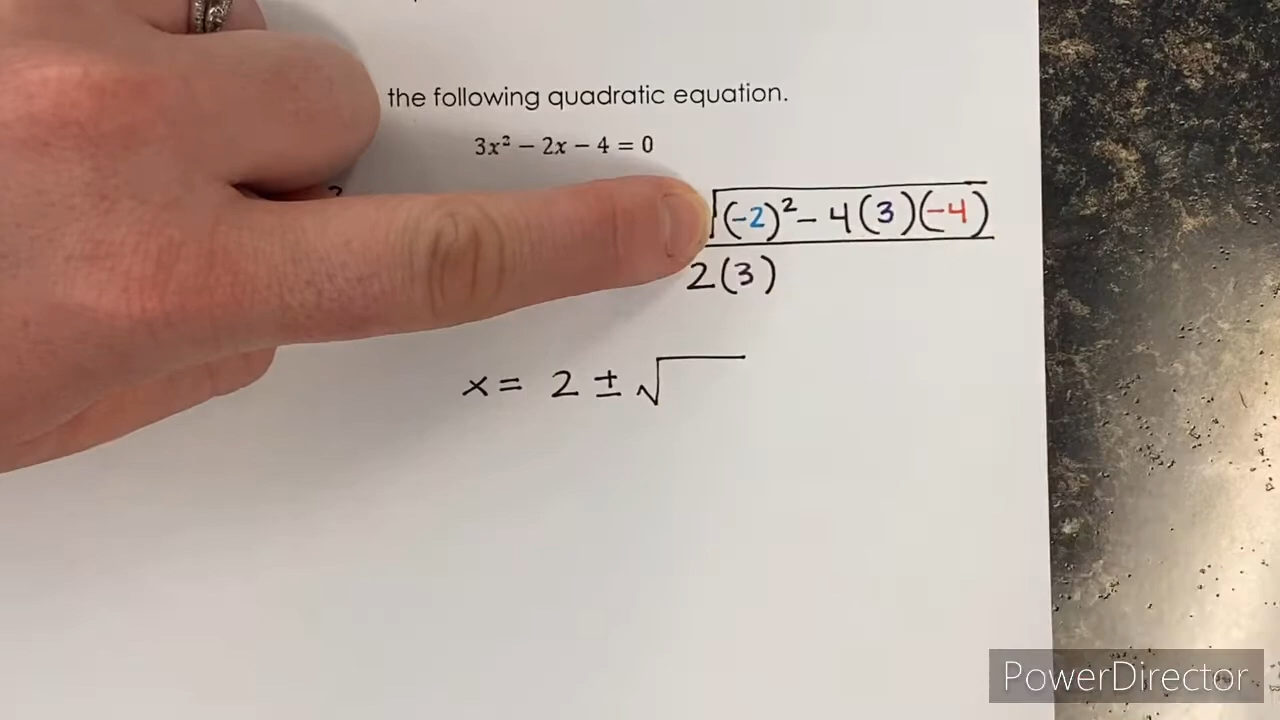 the following quadratic equation.
3x² − 2x − 4 = 0
√(-2)² - 4(3)(-4)
2(3)
x = 2 ± √
PowerDirector